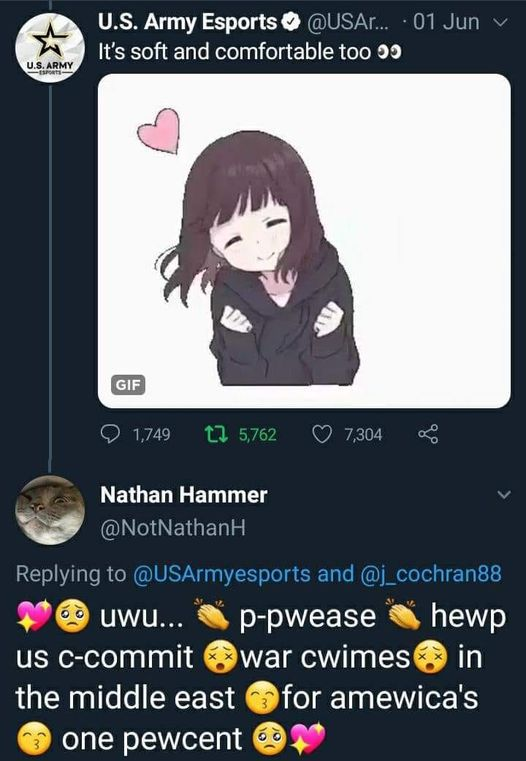 U.S. Army Esports @USAr... · 01 Jun
It's soft and comfortable too 👀
U.S. ARMY
ESPORTS
GIF
1,749 5,762 7,304
Nathan Hammer
@NotNathanH
Replying to @USArmyesports and @j_cochran88
💖🥺 uwu... 👏 p-pwease 👏 hewp
us c-commit 😵war cwimes😵 in
the middle east 😙for amewica's
😙 one pewcent 🥺💖